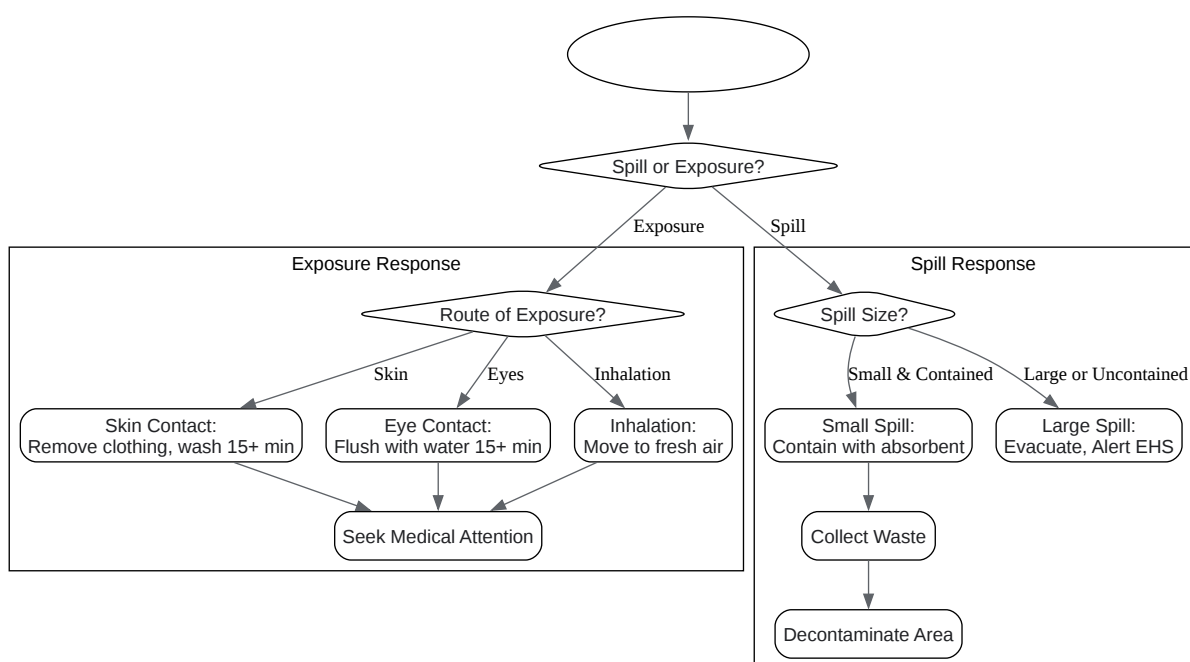 Spill or Exposure?
Exposure
Spill
Exposure Response
Spill Response
Route of Exposure?
Spill Size?
Skin
Eyes
Inhalation
Small & Contained
Large or Uncontained
Skin Contact:
Remove clothing, wash 15+ min
Eye Contact:
Flush with water 15+ min
Inhalation:
Move to fresh air
Small Spill:
Contain with absorbent
Large Spill:
Evacuate, Alert EHS
Seek Medical Attention
Collect Waste
Decontaminate Area